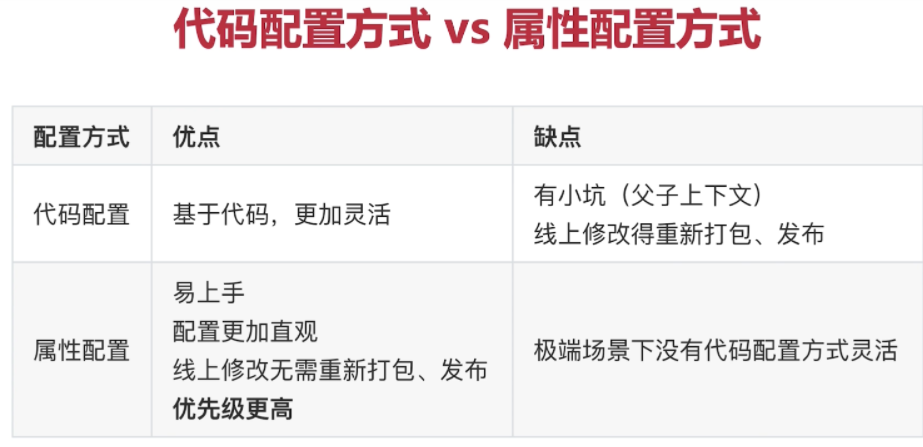 代码配置方式 vs 属性配置方式
配置方式 优点 缺点
代码配置 基于代码，更加灵活 有小坑（父子上下文）
线上修改得重新打包、发布
属性配置 易上手
配置更加直观
线上修改无需重新打包、发布
优先级更高
极端场景下没有代码配置方式灵活